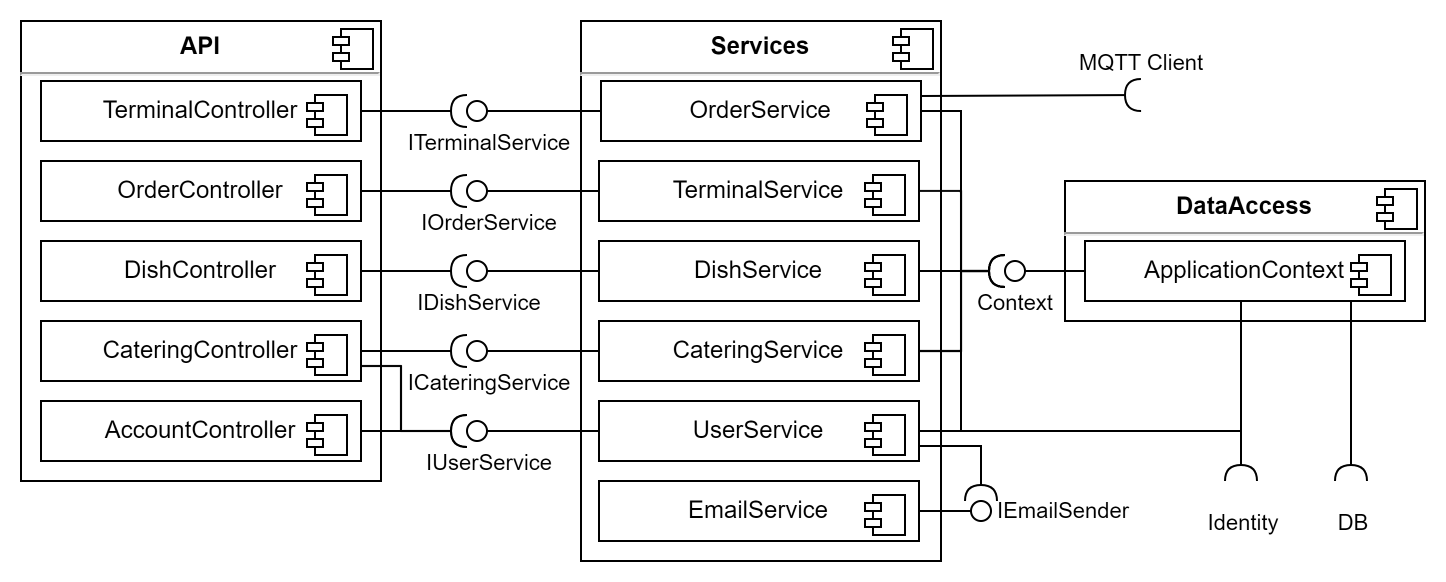 API
TerminalController
OrderController
DishController
CateringController
AccountController
ITerminalService
IOrderService
IDishService
ICateringService
IUserService
Services
OrderService
TerminalService
DishService
CateringService
UserService
EmailService
MQTT Client
Context
IEmailSender
DataAccess
ApplicationContext
Identity
DB